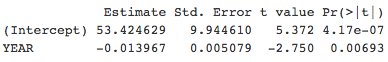 Estimate Std. Error t value Pr(>|t|)
(Intercept) 53.424629 9.944610 5.372 4.17e-07
YEAR -0.013967 0.005079 -2.750 0.00693